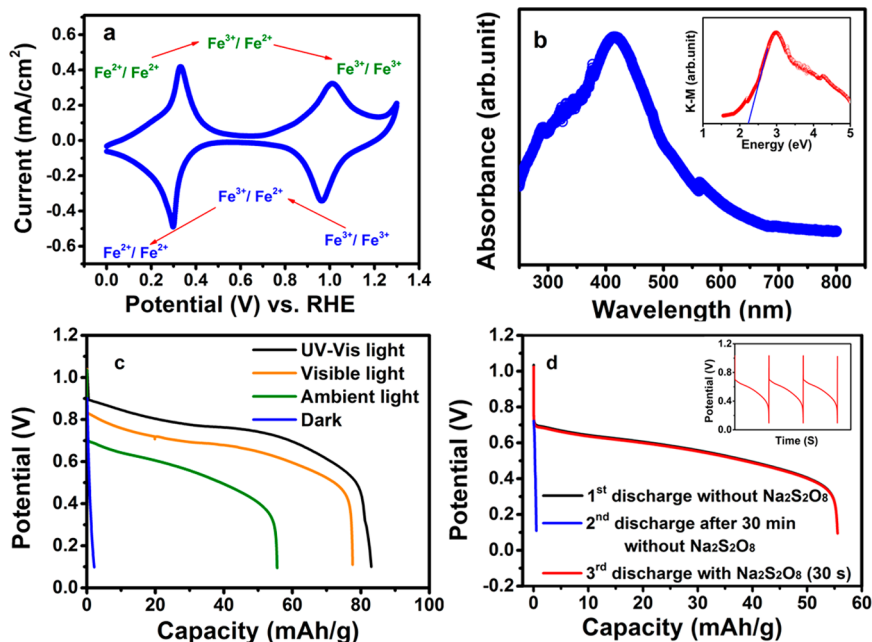 a
Fe³⁺/ Fe²⁺
Fe²⁺/ Fe²⁺
Fe³⁺/ Fe³⁺
Fe³⁺/ Fe²⁺
Fe²⁺/ Fe²⁺
Fe³⁺/ Fe³⁺
0.6
0.4
0.2
0.0
-0.2
-0.4
-0.6
Current (mA/cm²)
0.0 0.2 0.4 0.6 0.8 1.0 1.2 1.4
Potential (V) vs. RHE
b
Absorbance (arb.unit)
300 400 500 600 700 800
Wavelength (nm)
K-M (arb.unit)
1 2 3 4 5
Energy (eV)
c
UV-Vis light
Visible light
Ambient light
Dark
1.2
1.0
0.8
0.6
0.4
0.2
0.0
Potential (V)
0 20 40 60 80 100
Capacity (mAh/g)
d
1.2
1.0
0.8
0.6
0.4
0.2
0.0
-0.2
Potential (V)
1ˢᵗ discharge without Na₂S₂O₈
2ⁿᵈ discharge after 30 min
without Na₂S₂O₈
3ʳᵈ discharge with Na₂S₂O₈ (30 s)
0 10 20 30 40 50 60
Capacity (mAh/g)
1.2
0.8
0.4
0.0
Potential (V)
Time (S)